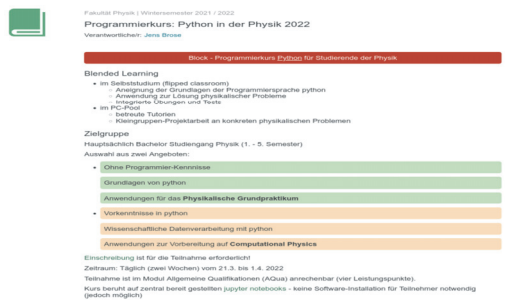 Fakultät Physik | Wintersemester 2021 / 2022
Programmierkurs: Python in der Physik 2022
Verantwortliche/r: Jens Brose
Block - Programmierkurs Python für Studierende der Physik
Blended Learning
• im Selbststudium (flipped classroom)
◦ Aneignung der Grundlagen der Programmiersprache python
◦ Anwendung zur Lösung physikalischer Probleme
◦ Integrierte Übungen und Tests
• im PC-Pool
◦ betreute Tutorien
◦ Kleingruppen-Projektarbeit an konkreten physikalischen Problemen
Zielgruppe
Hauptsächlich Bachelor Studiengang Physik (1. - 5. Semester)
Auswahl aus zwei Angeboten:
• Ohne Programmier-Kennnisse
Grundlagen von python
Anwendungen für das Physikalische Grundpraktikum
• Vorkenntnisse in python
Wissenschaftliche Datenverarbeitung mit python
Anwendungen zur Vorbereitung auf Computational Physics
Einschreibung ist für die Teilnahme erforderlich!
Zeitraum: Täglich (zwei Wochen) vom 21.3. bis 1.4. 2022
Teilnahme ist im Modul Allgemeine Qualifikationen (AQua) anrechenbar (vier Leistungspunkte).
Kurs beruht auf zentral bereit gestellten jupyter notebooks - keine Software-Installation für Teilnehmer notwendig
(jedoch möglich)